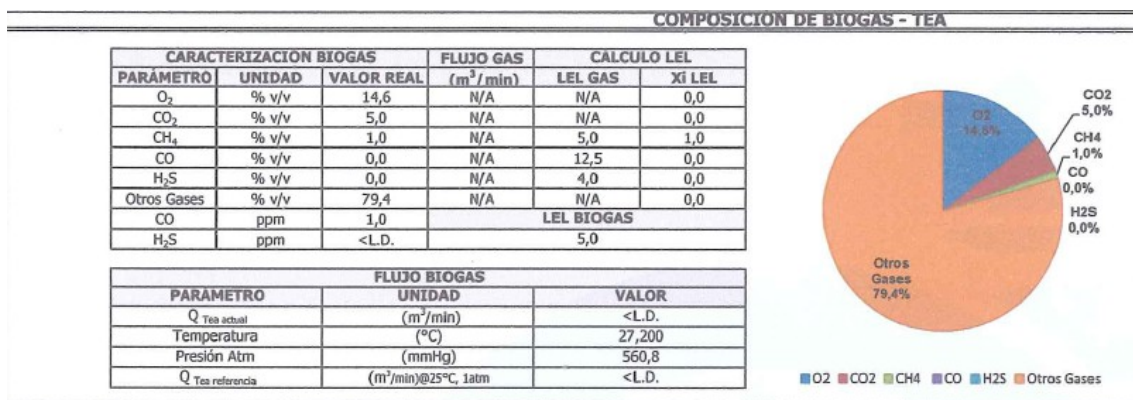 COMPOSICIÓN DE BIOGAS - TEA
CARACTERIZACIÓN BIOGAS FLUJO GAS CALCULO LEL
PARÁMETRO UNIDAD VALOR REAL (m³/min) LEL GAS Xi LEL
O₂ % v/v 14,6 N/A N/A 0,0
CO₂ % v/v 5,0 N/A N/A 0,0
CH₄ % v/v 1,0 N/A 5,0 1,0
CO % v/v 0,0 N/A 12,5 0,0
H₂S % v/v 0,0 N/A 4,0 0,0
Otros Gases % v/v 79,4 N/A N/A 0,0
CO ppm 1,0 LEL BIOGAS
H₂S ppm <L.D. 5,0
FLUJO BIOGAS
PARÁMETRO UNIDAD VALOR
Q Tea actual (m³/min) <L.D.
Temperatura (°C) 27,200
Presión Atm (mmHg) 560,8
Q Tea referencia (m³/min)@25°C, 1atm <L.D.
O2
14,6%
CO2
5,0%
CH4
1,0%
CO
0,0%
H2S
0,0%
Otros
Gases
79,4%
O2 CO2 CH4 CO H2S Otros Gases